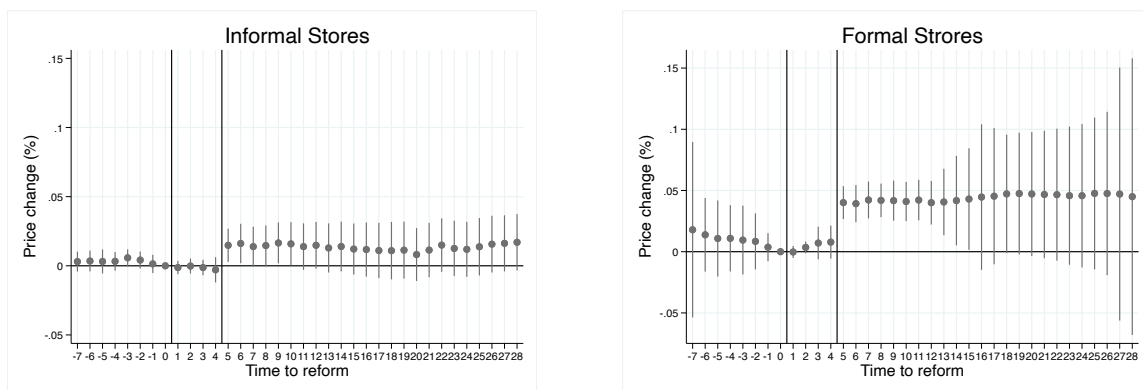 Informal Stores
Price change (%)
.15
.1
.05
0
-.05
-7 -6 -5 -4 -3 -2 -1 0 1 2 3 4 5 6 7 8 9 10 11 12 13 14 15 16 17 18 19 20 21 22 23 24 25 26 27 28
Time to reform
Formal Strores
Price change (%)
.15
.1
.05
0
-.05
-7 -6 -5 -4 -3 -2 -1 0 1 2 3 4 5 6 7 8 9 10 11 12 13 14 15 16 17 18 19 20 21 22 23 24 25 26 27 28
Time to reform